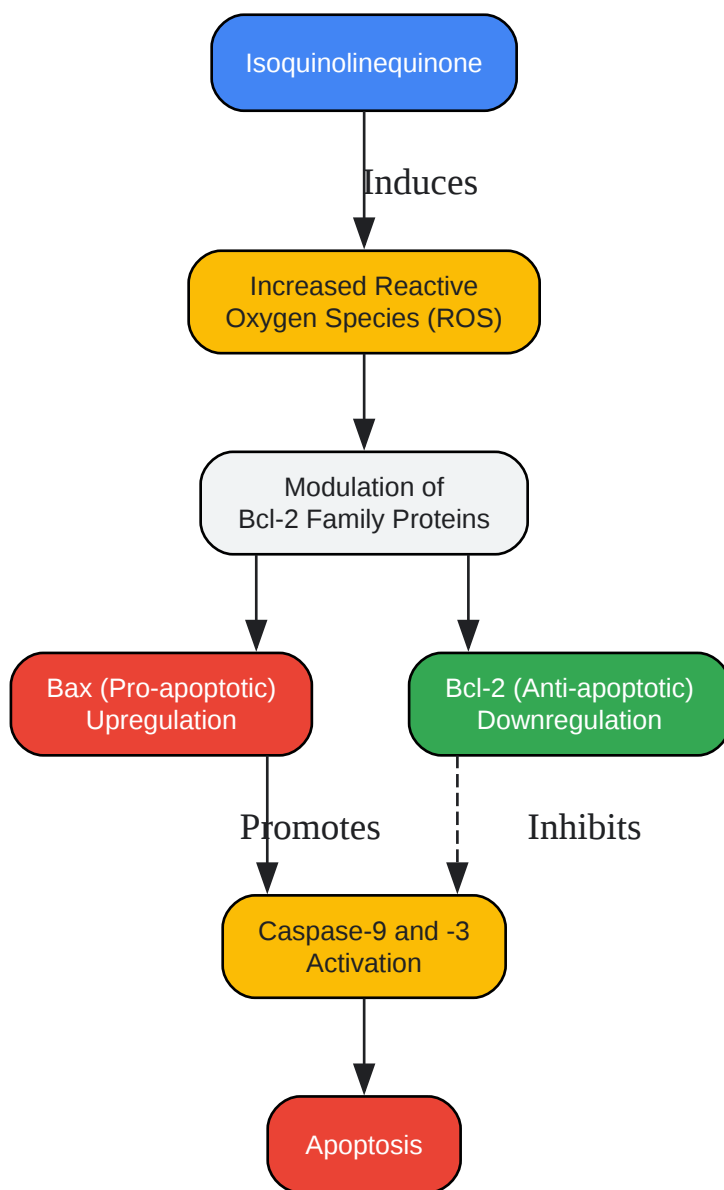 Isoquinolinequinone
Induces
Increased Reactive
Oxygen Species (ROS)
Modulation of
Bcl-2 Family Proteins
Bax (Pro-apoptotic)
Upregulation
Bcl-2 (Anti-apoptotic)
Downregulation
Promotes
Inhibits
Caspase-9 and -3
Activation
Apoptosis